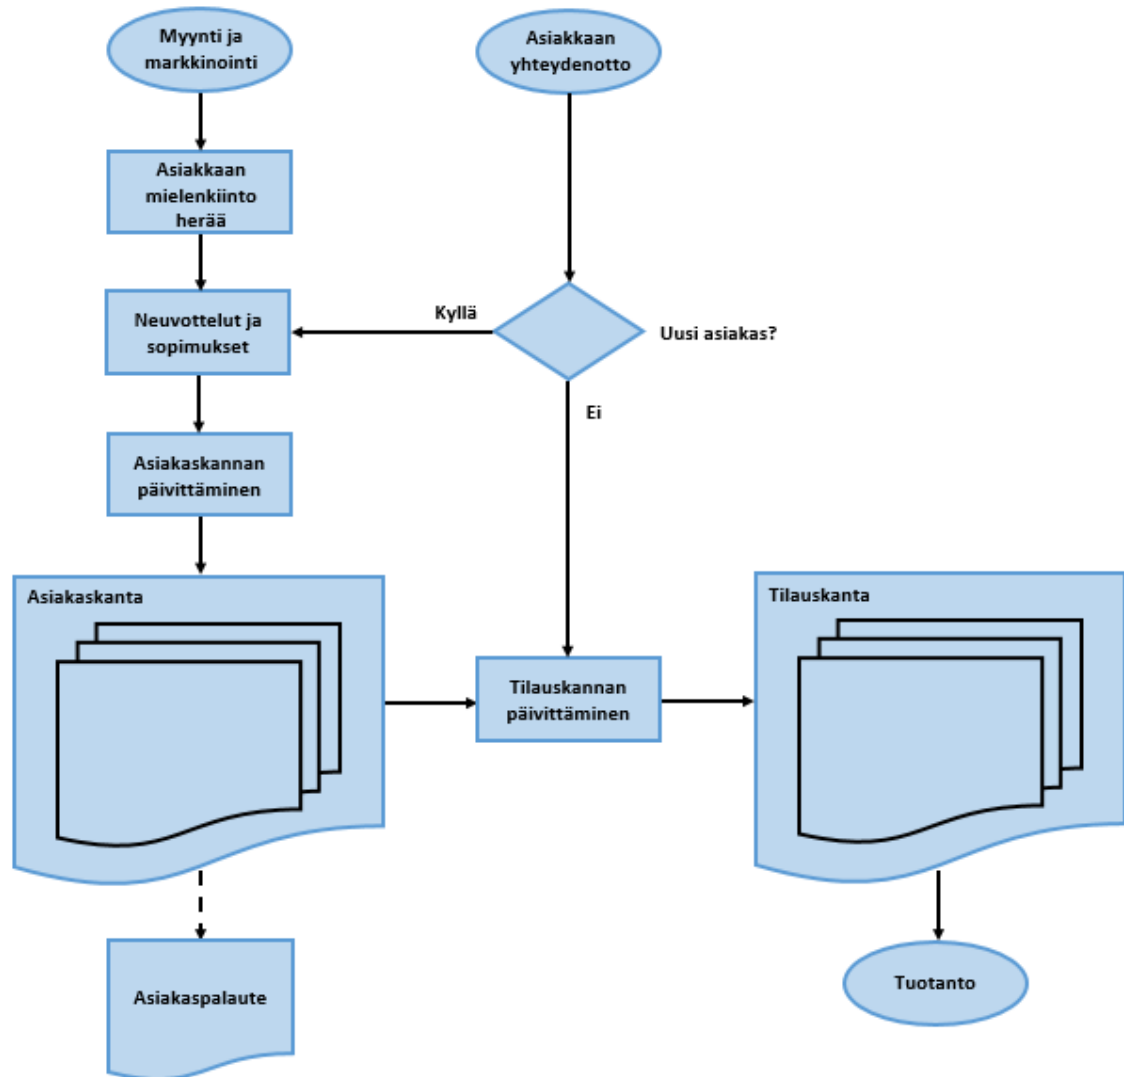 Myynti ja
markkinointi
Asiakkaan
yhteydenotto
Asiakkaan
mielenkiinto
herää
Neuvottelut ja
sopimukset
Kyllä
Uusi asiakas?
Ei
Asiakaskannan
päivittäminen
Asiakaskanta
Tilauskannan
päivittäminen
Tilauskanta
Asiakaspalaute
Tuotanto